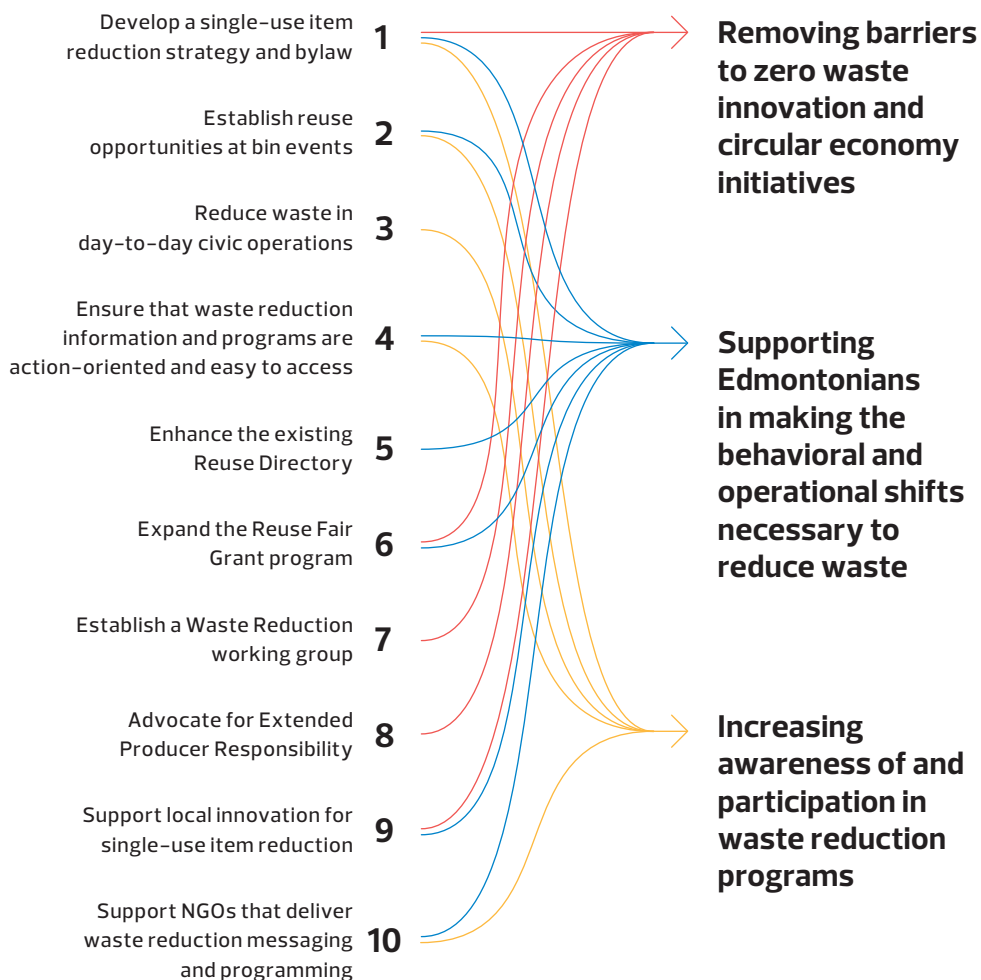 Develop a single-use item
reduction strategy and bylaw
1
Establish reuse
opportunities at bin events
2
Reduce waste in
day-to-day civic operations
3
Ensure that waste reduction
information and programs are
action-oriented and easy to access
4
Enhance the existing
Reuse Directory
5
Expand the Reuse Fair
Grant program
6
Establish a Waste Reduction
working group
7
Advocate for Extended
Producer Responsibility
8
Support local innovation for
single-use item reduction
9
Support NGOs that deliver
waste reduction messaging
and programming
10
Removing barriers
to zero waste
innovation and
circular economy
initiatives
Supporting
Edmontonians
in making the
behavioral and
operational shifts
necessary to
reduce waste
Increasing
awareness of and
participation in
waste reduction
programs